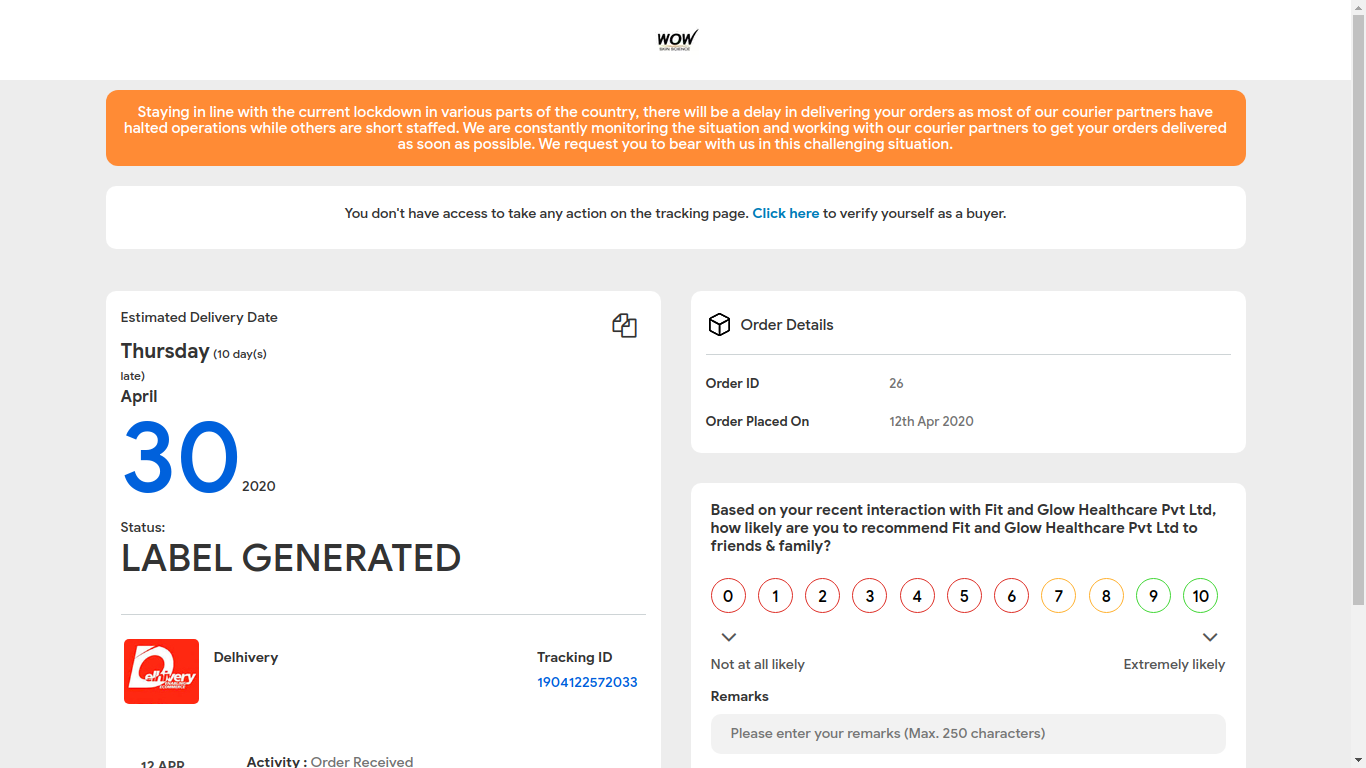 WOW
SKIN SCIENCE
Staying in line with the current lockdown in various parts of the country, there will be a delay in delivering your orders as most of our courier partners have
halted operations while others are short staffed. We are constantly monitoring the situation and working with our courier partners to get your orders delivered
as soon as possible. We request you to bear with us in this challenging situation.
You don't have access to take any action on the tracking page. Click here to verify yourself as a buyer.
Estimated Delivery Date
Thursday (10 day(s)
late)
April
30 2020
Status:
LABEL GENERATED
Delhivery
Delhivery
Tracking ID
1904122572033
12 APR
Activity : Order Received
Order Details
Order ID 26
Order Placed On 12th Apr 2020
Based on your recent interaction with Fit and Glow Healthcare Pvt Ltd,
how likely are you to recommend Fit and Glow Healthcare Pvt Ltd to
friends & family?
0 1 2 3 4 5 6 7 8 9 10
Not at all likely Extremely likely
Remarks
Please enter your remarks (Max. 250 characters)